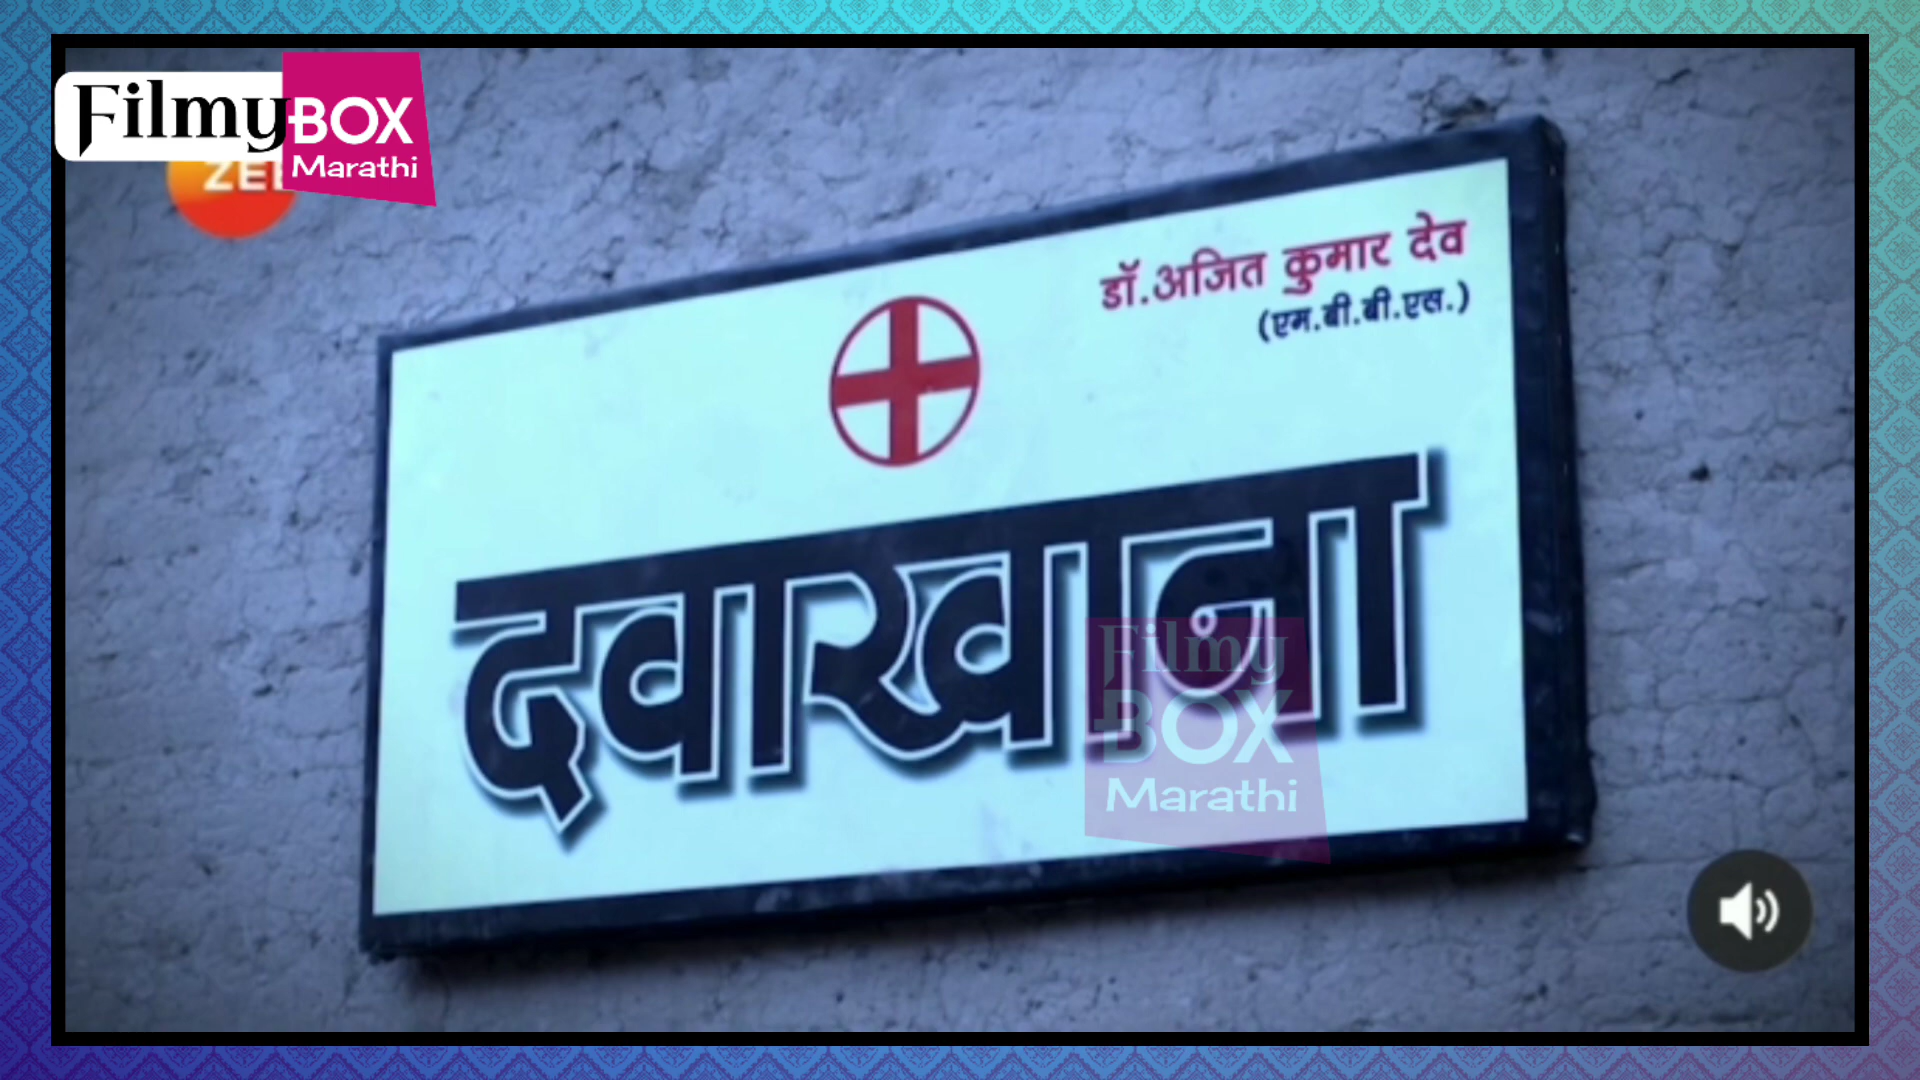 FilmyBOX
Marathi
डॉ.अजित कुमार देव
(एम.बी.बी.एस.)
दवाखाना
Filmy
BOX
Marathi